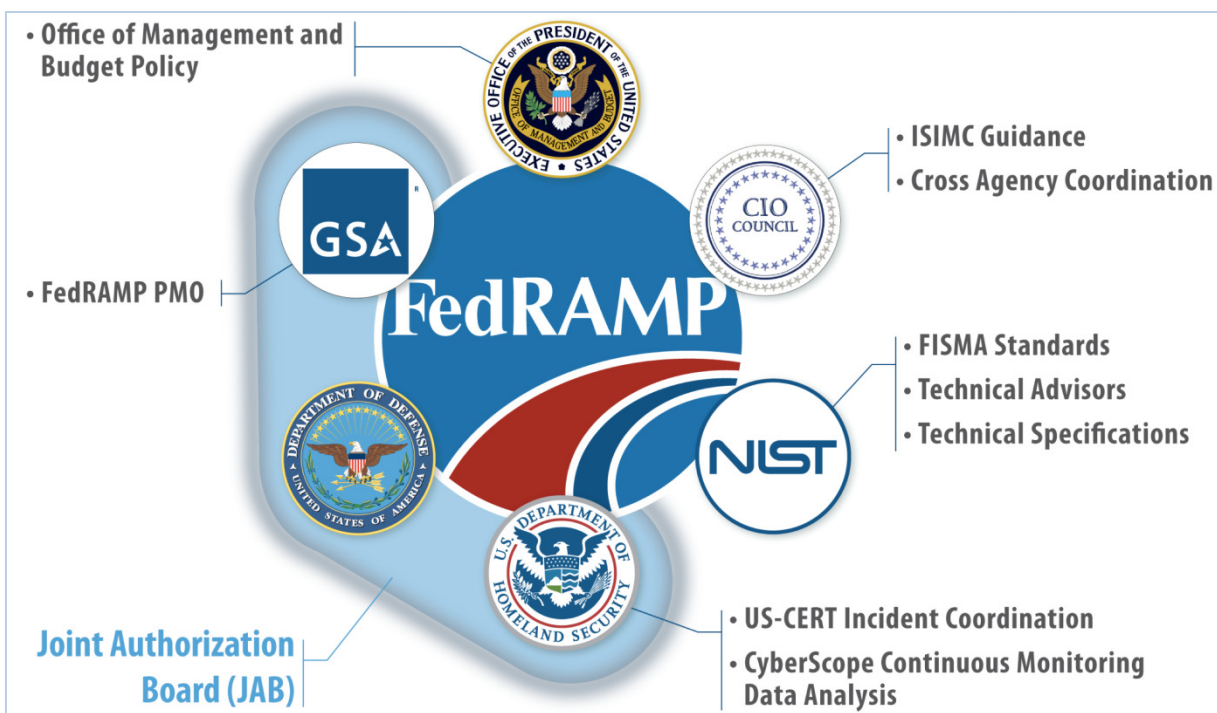 • Office of Management and
Budget Policy
EXECUTIVE OFFICE OF THE PRESIDENT OF THE UNITED STATES
OFFICE OF MANAGEMENT AND BUDGET
• ISIMC Guidance
• Cross Agency Coordination
CIO
COUNCIL
GSA
®
• FedRAMP PMO
FedRAMP
• FISMA Standards
• Technical Advisors
• Technical Specifications
NIST
DEPARTMENT OF DEFENSE
UNITED STATES OF AMERICA
U.S. DEPARTMENT OF
HOMELAND SECURITY
• US-CERT Incident Coordination
• CyberScope Continuous Monitoring
Data Analysis
Joint Authorization
Board (JAB)